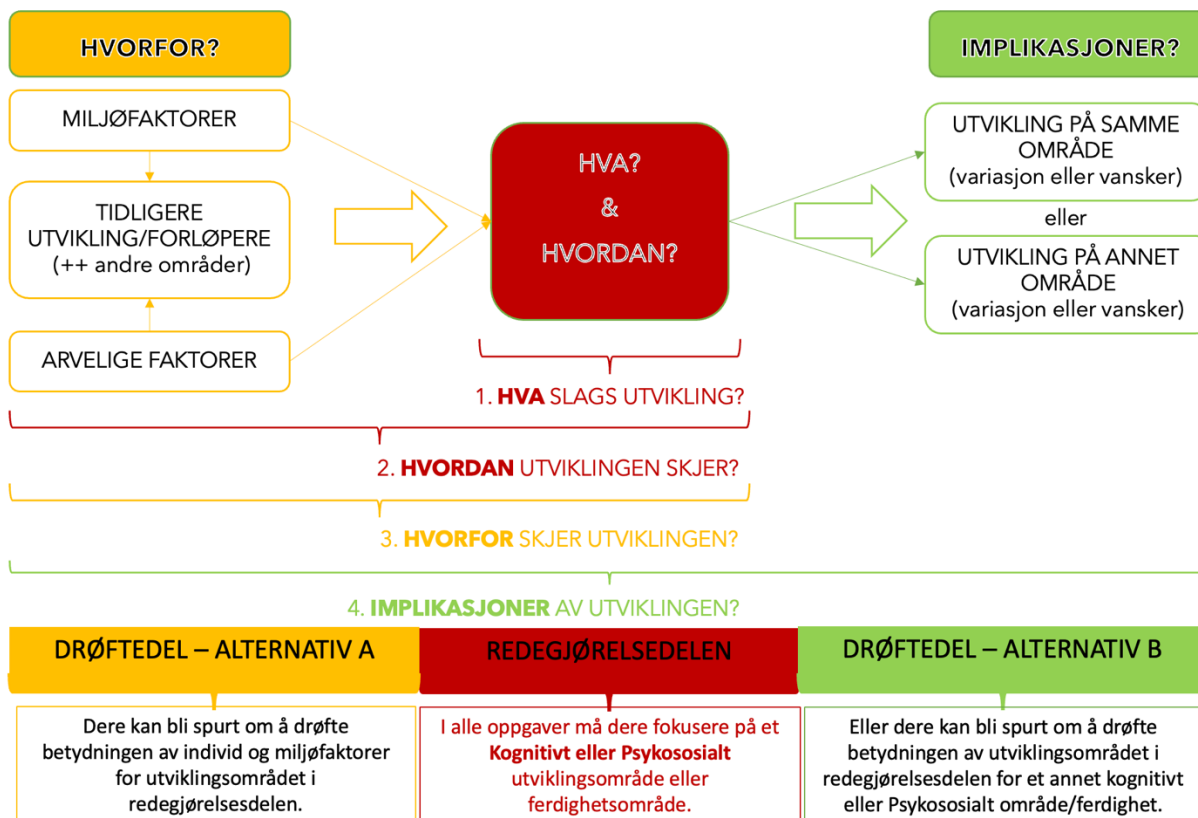 HVORFOR?
IMPLIKASJONER?
MILJØFAKTORER
TIDLIGERE
UTVIKLING/FORLØPERE
(++ andre områder)
ARVELIGE FAKTORER
HVA?
&
HVORDAN?
UTVIKLING PÅ SAMME
OMRÅDE
(variasjon eller vansker)
eller
UTVIKLING PÅ ANNET
OMRÅDE
(variasjon eller vansker)
1. HVA SLAGS UTVIKLING?
2. HVORDAN UTVIKLINGEN SKJER?
3. HVORFOR SKJER UTVIKLINGEN?
4. IMPLIKASJONER AV UTVIKLINGEN?
DRØFTEDEL – ALTERNATIV A
REDEGJØRELSEDELEN
DRØFTEDEL – ALTERNATIV B
Dere kan bli spurt om å drøfte
betydningen av individ og miljøfaktorer
for utviklingsområdet i
redegjørelsesdelen.
I alle oppgaver må dere fokusere på et
Kognitivt eller Psykososialt
utviklingsområde eller
ferdighetsområde.
Eller dere kan bli spurt om å drøfte
betydningen av utviklingsområdet i
redegjørelsesdelen for et annet kognitivt
eller Psykososialt område/ferdighet.